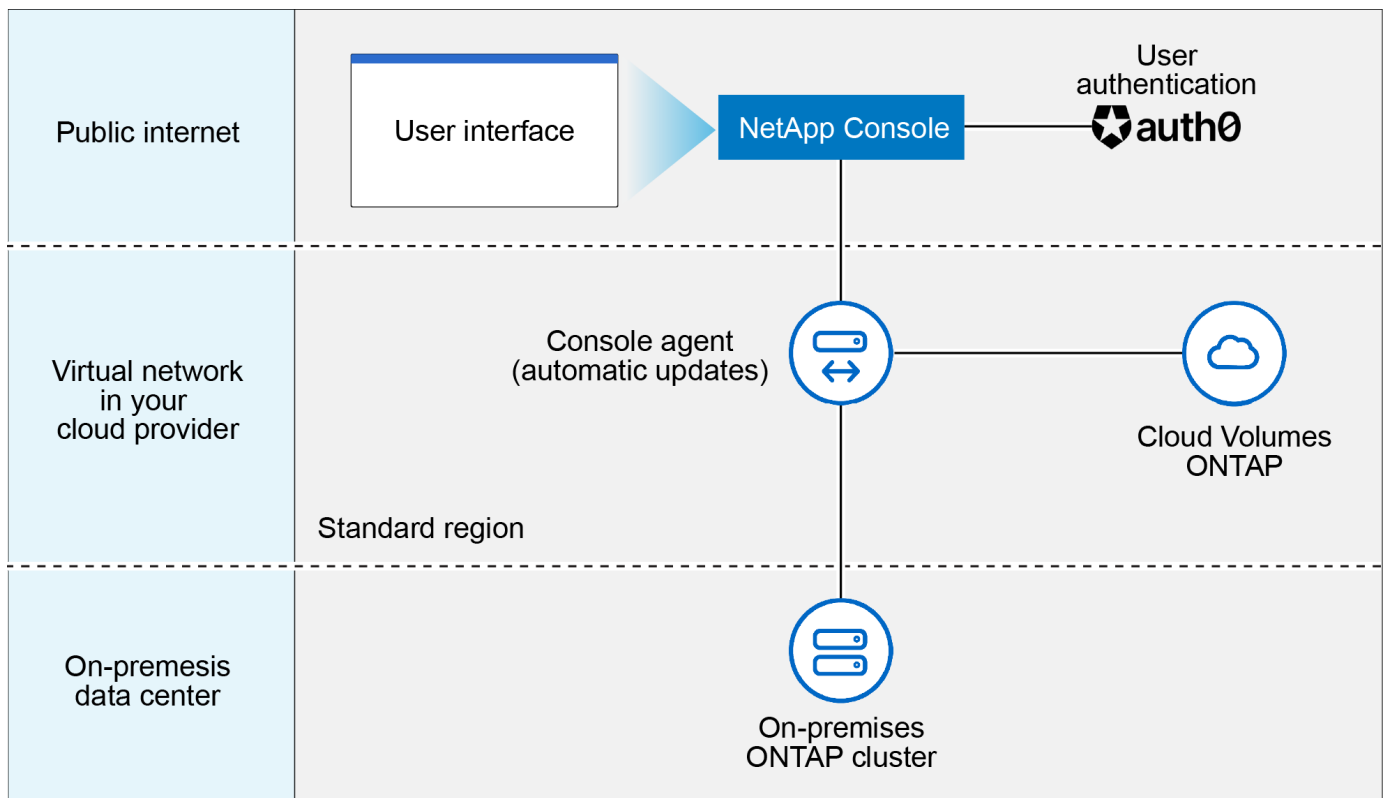 Public internet
User interface
NetApp Console
User
authentication
auth0
Virtual network
in your
cloud provider
Console agent
(automatic updates)
Cloud Volumes
ONTAP
Standard region
On-premesis
data center
On-premises
ONTAP cluster